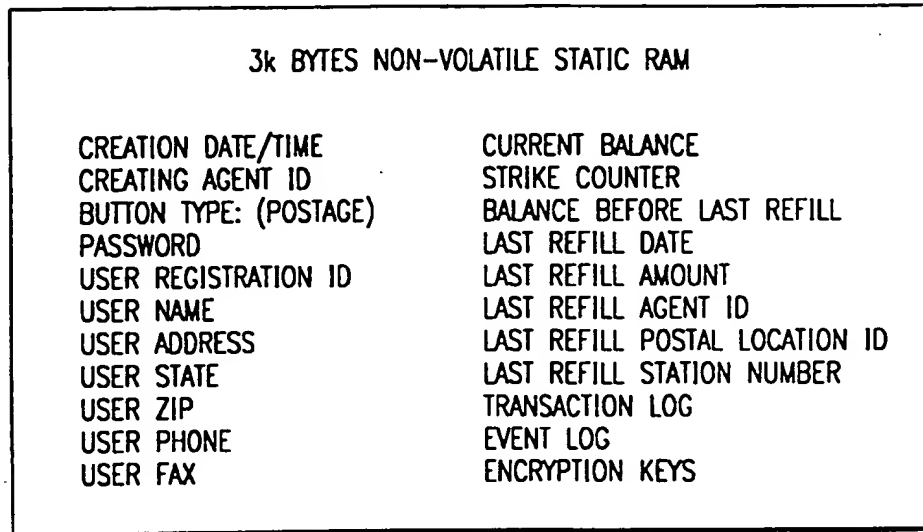 3k BYTES NON-VOLATILE STATIC RAM
CREATION DATE/TIME
CREATING AGENT ID
BUTTON TYPE: (POSTAGE)
PASSWORD
USER REGISTRATION ID
USER NAME
USER ADDRESS
USER STATE
USER ZIP
USER PHONE
USER FAX
CURRENT BALANCE
STRIKE COUNTER
BALANCE BEFORE LAST REFILL
LAST REFILL DATE
LAST REFILL AMOUNT
LAST REFILL AGENT ID
LAST REFILL POSTAL LOCATION ID
LAST REFILL STATION NUMBER
TRANSACTION LOG
EVENT LOG
ENCRYPTION KEYS